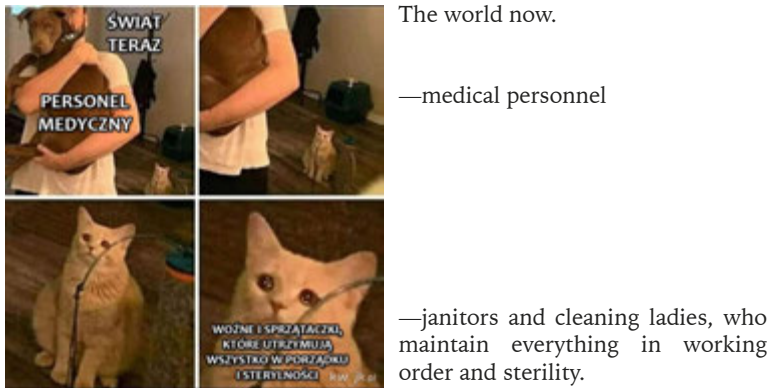 ŚWIAT
TERAZ
PERSONEL
MEDYCZNY
WOŹNE I SPRZĄTACZKI,
KTÓRE UTRZYMUJĄ
WSZYSTKO W PORZĄDKU
I STERYLNOŚCI
The world now.
—medical personnel
—janitors and cleaning ladies, who
maintain everything in working
order and sterility.